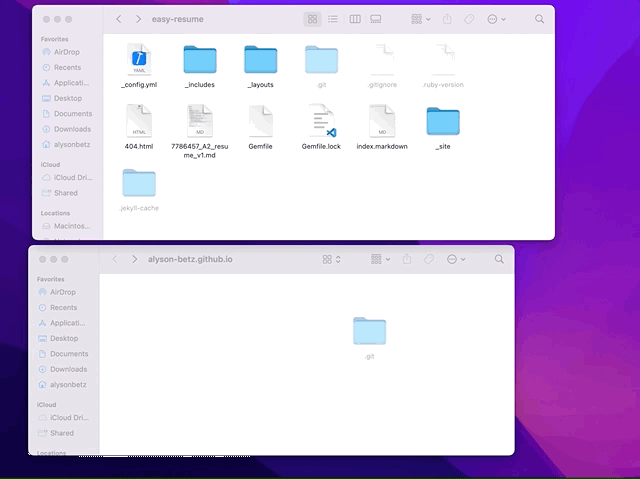 easy-resume
Favorites
AirDrop
Recents
Applicati...
Desktop
Documents
Downloads
alysonbetz
iCloud
iCloud Dri...
Shared
Locations
Macintos...
YAML
_config.yml
_includes
_layouts
.git
.gitignore
.ruby-version
HTML
404.html
MD
7786457_A2_resu
me_v1.md
Gemfile
Gemfile.lock
MD
index.markdown
_site
.jekyll-cache
alyson-betz.github.io
Favorites
AirDrop
Recents
Applicati...
Desktop
Documents
Downloads
alysonbetz
iCloud
iCloud Dri...
Shared
Locations
.git